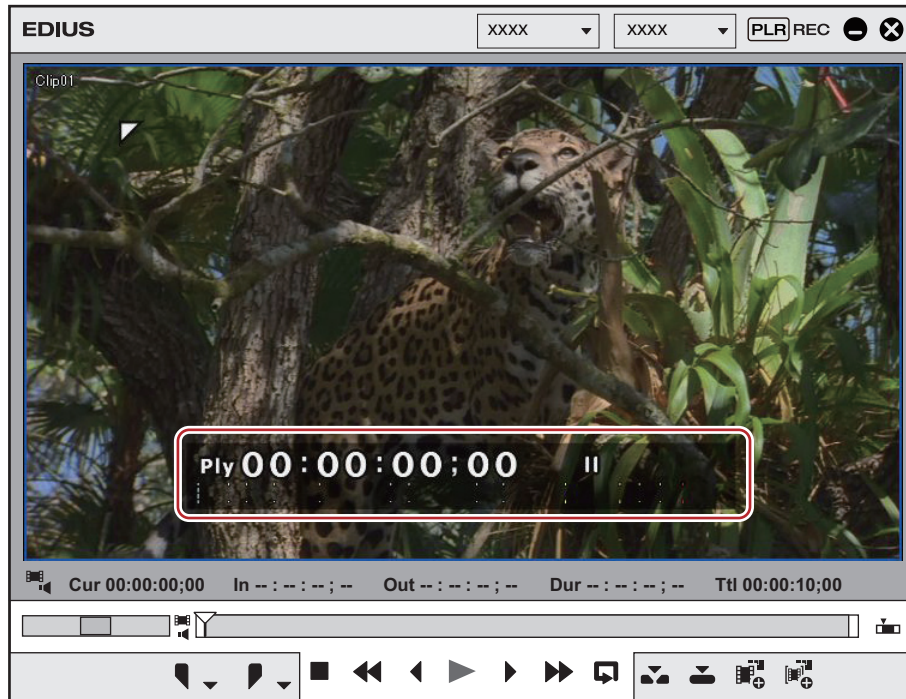 EDIUS XXXX XXXX PLR REC
Clip01
Ply 00:00:00;00
Cur 00:00:00;00 In -- : -- : -- ; -- Out -- : -- : -- ; -- Dur -- : -- : -- ; -- Ttl 00:00:10;00